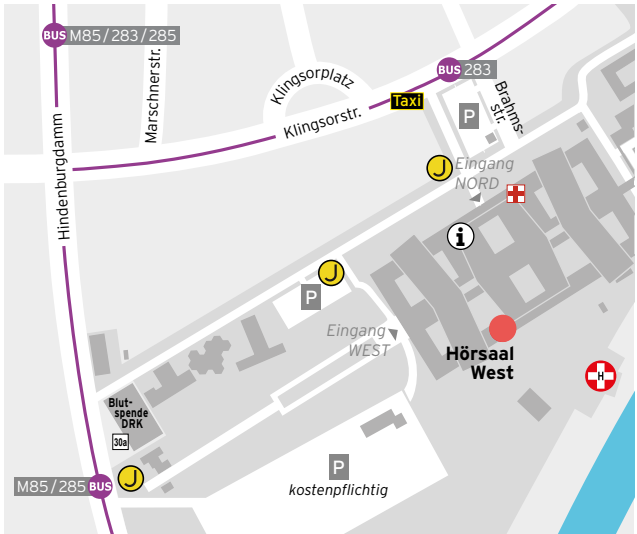 BUS M85/283/285
Marschnerstr.
Klingsorplatz
BUS 283
Taxi
Klingsorstr.
Brahms-
str.
P
Hindenburgdamm
J
Eingang
NORD
i
J
P
Eingang
WEST
Hörsaal
West
H
Blut-
spende
DRK
30a
J
M85/285 BUS
P
kostenpflichtig